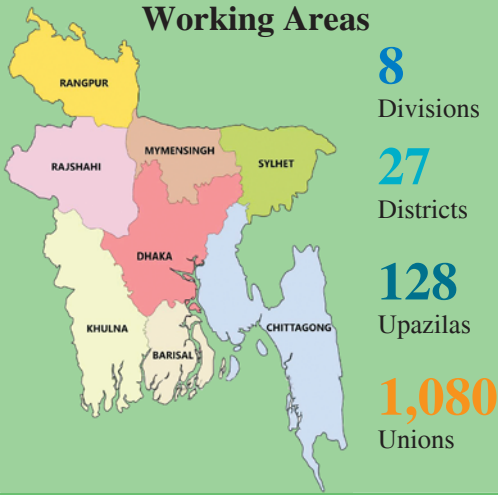 Working Areas
RANGPUR
RAJSHAHI
MYMENSINGH
SYLHET
DHAKA
KHULNA
BARISAL
CHITTAGONG
8
Divisions
27
Districts
128
Upazilas
1,080
Unions